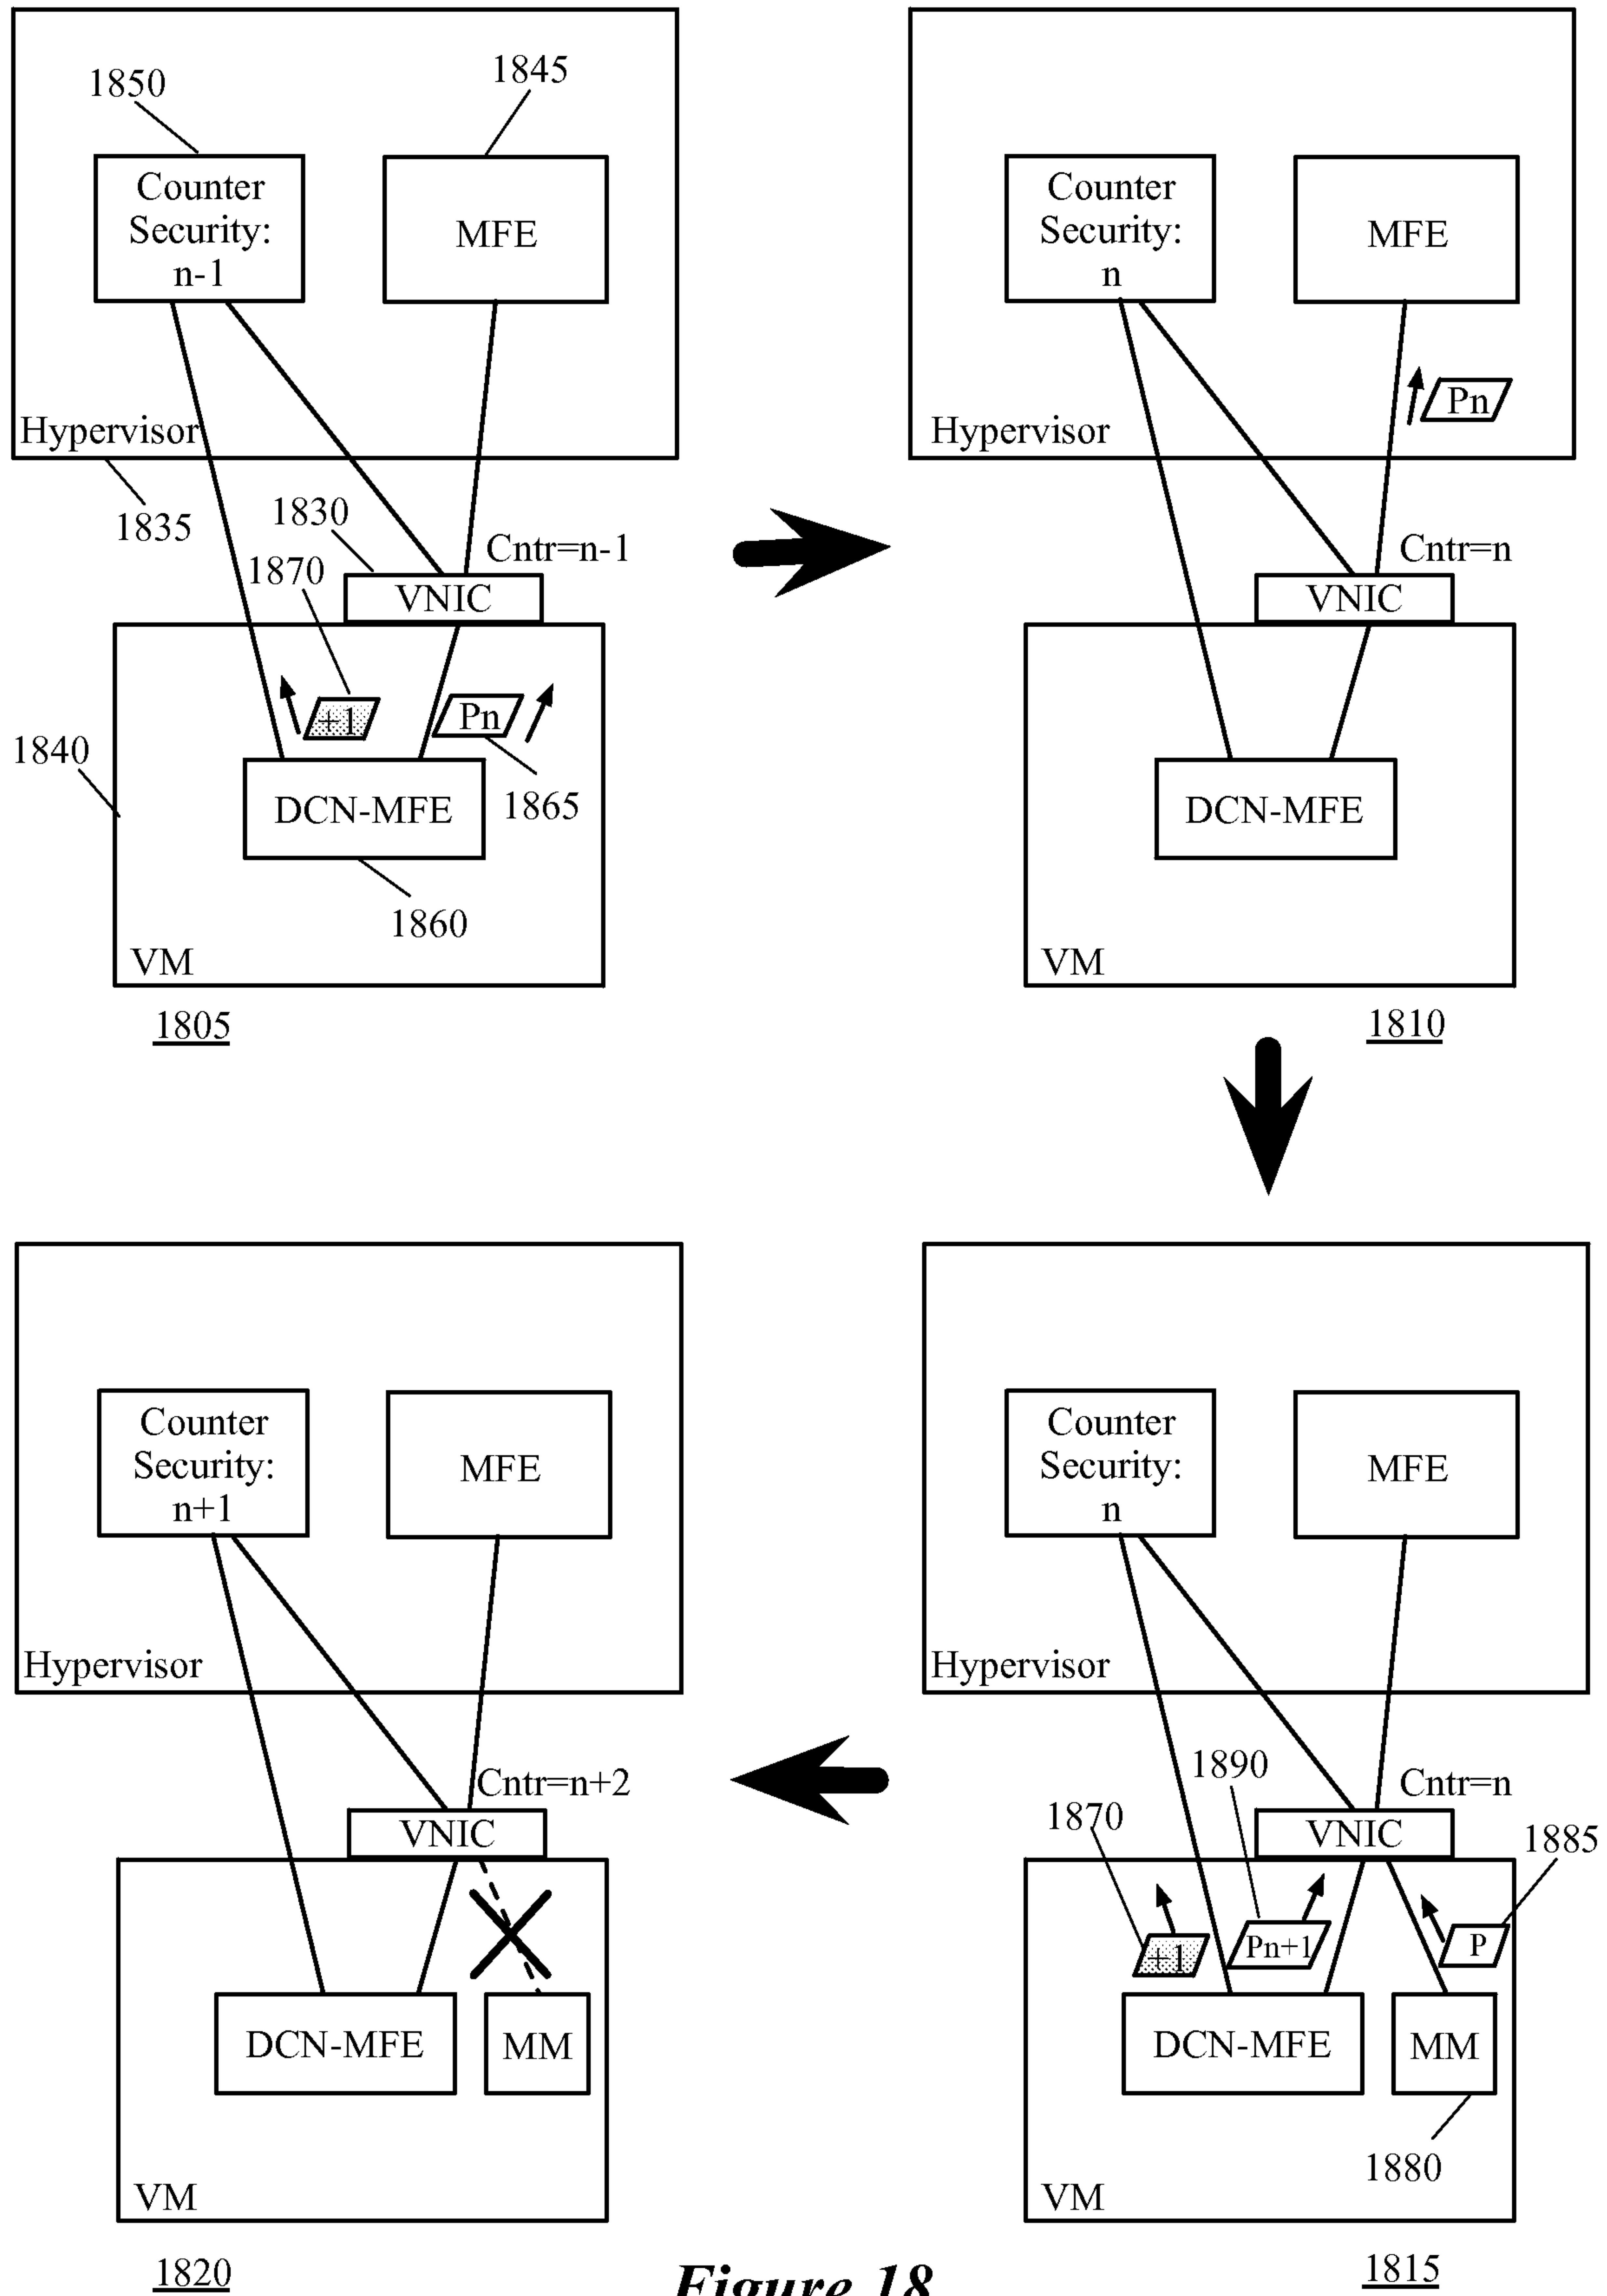 1850
1845
Counter
Security:
n-1
MFE
Hypervisor
1835
1830
Cntr=n-1
1870
VNIC
+1
Pn
1840
DCN-MFE
1865
1860
VM
1805
Counter
Security:
n
MFE
Pn
Hypervisor
Cntr=n
VNIC
DCN-MFE
VM
1810
Counter
Security:
n+1
MFE
Hypervisor
Cntr=n+2
VNIC
DCN-MFE
MM
VM
1820
Counter
Security:
n
MFE
Hypervisor
1890
Cntr=n
1870
VNIC
1885
+1
Pn+1
P
DCN-MFE
MM
1880
VM
1815
Figure 18